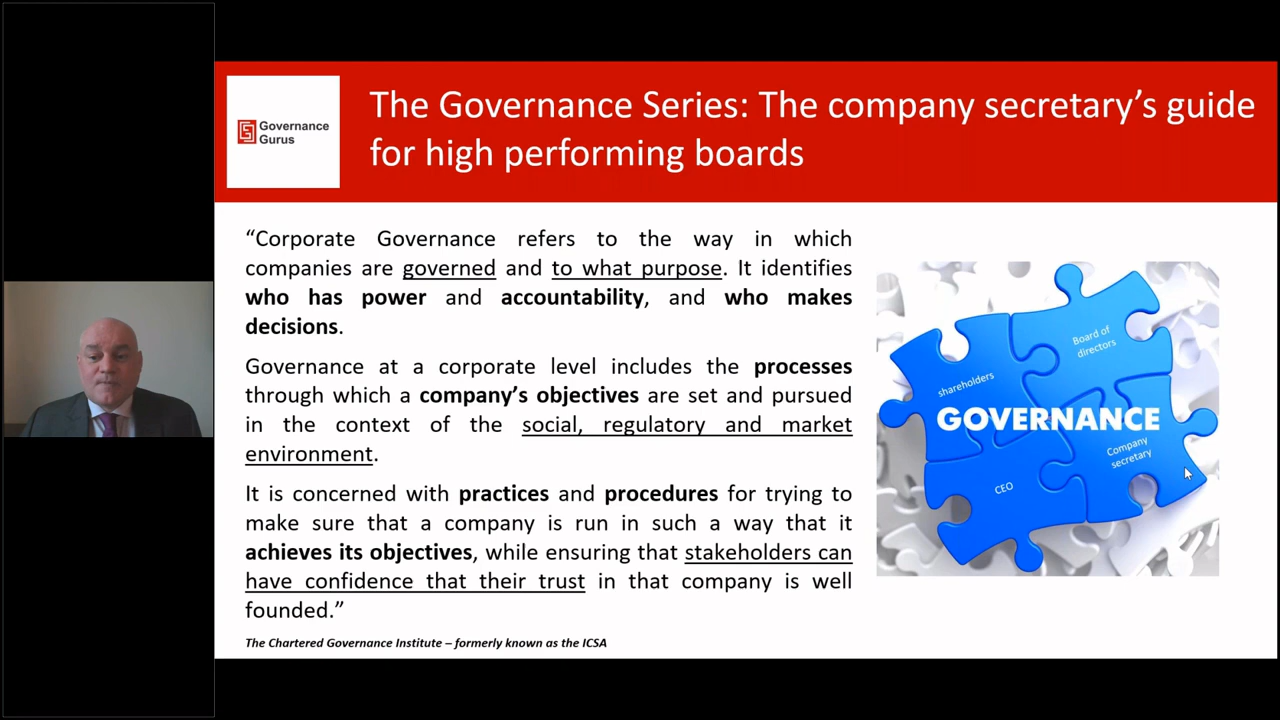 Governance
Gurus
The Governance Series: The company secretary’s guide
for high performing boards
“Corporate Governance refers to the way in which
companies are governed and to what purpose. It identifies
who has power and accountability, and who makes
decisions.
Governance at a corporate level includes the processes
through which a company’s objectives are set and pursued
in the context of the social, regulatory and market
environment.
It is concerned with practices and procedures for trying to
make sure that a company is run in such a way that it
achieves its objectives, while ensuring that stakeholders can
have confidence that their trust in that company is well
founded.”
The Chartered Governance Institute – formerly known as the ICSA
Board of
directors
shareholders
GOVERNANCE
Company
secretary
CEO